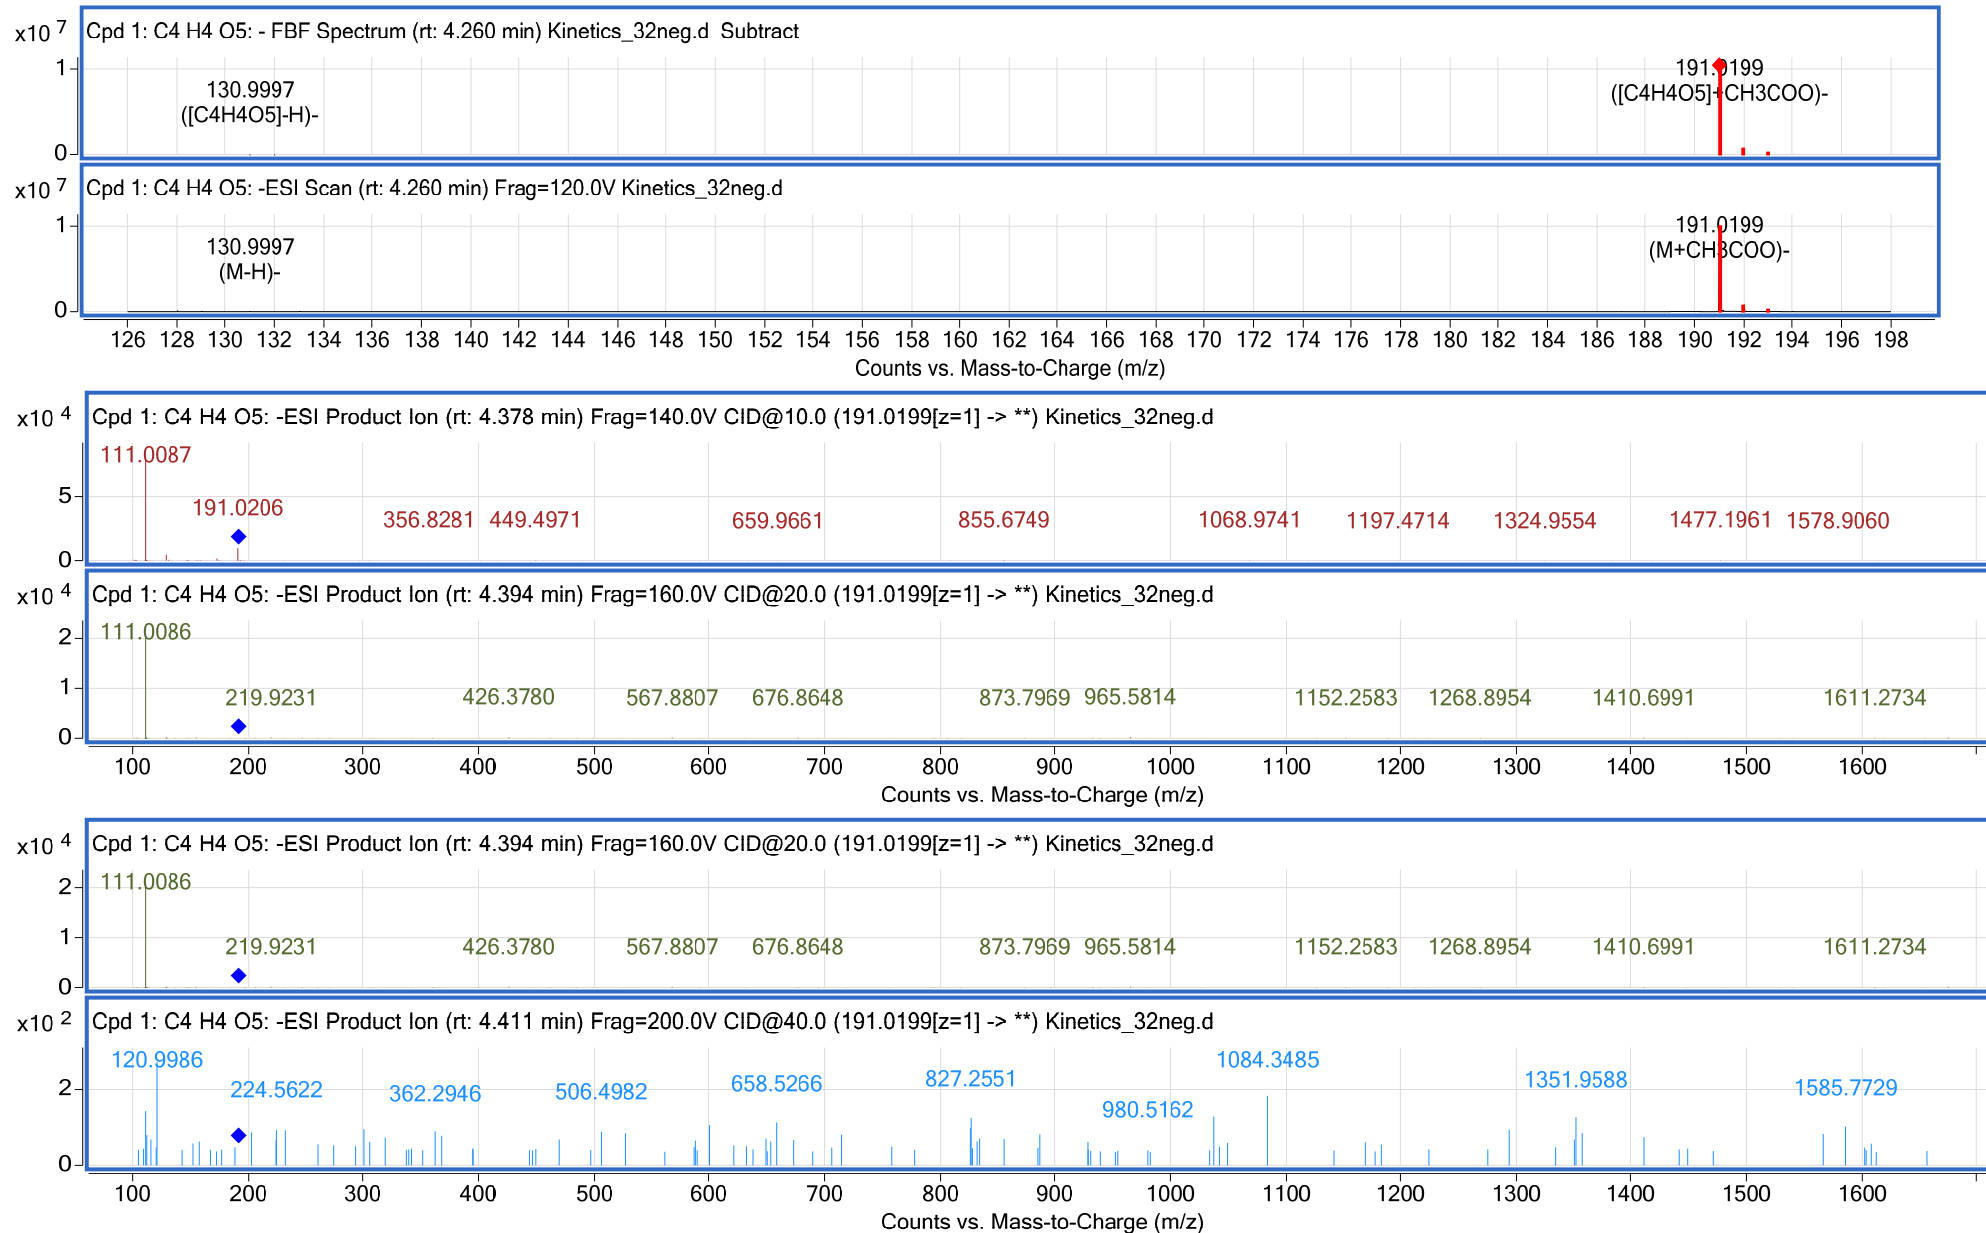 x10 7
Cpd 1: C4 H4 O5: - FBF Spectrum (rt: 4.260 min) Kinetics_32neg.d  Subtract
1
130.9997
([C4H4O5]-H)-
191.0199
([C4H4O5]+CH3COO)-
0
x10 7
Cpd 1: C4 H4 O5: -ESI Scan (rt: 4.260 min) Frag=120.0V Kinetics_32neg.d
1
130.9997
(M-H)-
191.0199
(M+CH3COO)-
0
126 128 130 132 134 136 138 140 142 144 146 148 150 152 154 156 158 160 162 164 166 168 170 172 174 176 178 180 182 184 186 188 190 192 194 196 198
Counts vs. Mass-to-Charge (m/z)
x10 4
Cpd 1: C4 H4 O5: -ESI Product Ion (rt: 4.378 min) Frag=140.0V CID@10.0 (191.0199[z=1] -> **) Kinetics_32neg.d
111.0087
5
191.0206 356.8281 449.4971 659.9661 855.6749 1068.9741 1197.4714 1324.9554 1477.1961 1578.9060
0
x10 4
Cpd 1: C4 H4 O5: -ESI Product Ion (rt: 4.394 min) Frag=160.0V CID@20.0 (191.0199[z=1] -> **) Kinetics_32neg.d
2
111.0086
1
219.9231 426.3780 567.8807 676.8648 873.7969 965.5814 1152.2583 1268.8954 1410.6991 1611.2734
0
100 200 300 400 500 600 700 800 900 1000 1100 1200 1300 1400 1500 1600
Counts vs. Mass-to-Charge (m/z)
x10 4
Cpd 1: C4 H4 O5: -ESI Product Ion (rt: 4.394 min) Frag=160.0V CID@20.0 (191.0199[z=1] -> **) Kinetics_32neg.d
2
111.0086
1
219.9231 426.3780 567.8807 676.8648 873.7969 965.5814 1152.2583 1268.8954 1410.6991 1611.2734
0
x10 2
Cpd 1: C4 H4 O5: -ESI Product Ion (rt: 4.411 min) Frag=200.0V CID@40.0 (191.0199[z=1] -> **) Kinetics_32neg.d
120.9986 224.5622 362.2946 506.4982 658.5266 827.2551 980.5162 1084.3485 1351.9588 1585.7729
2
0
100 200 300 400 500 600 700 800 900 1000 1100 1200 1300 1400 1500 1600
Counts vs. Mass-to-Charge (m/z)